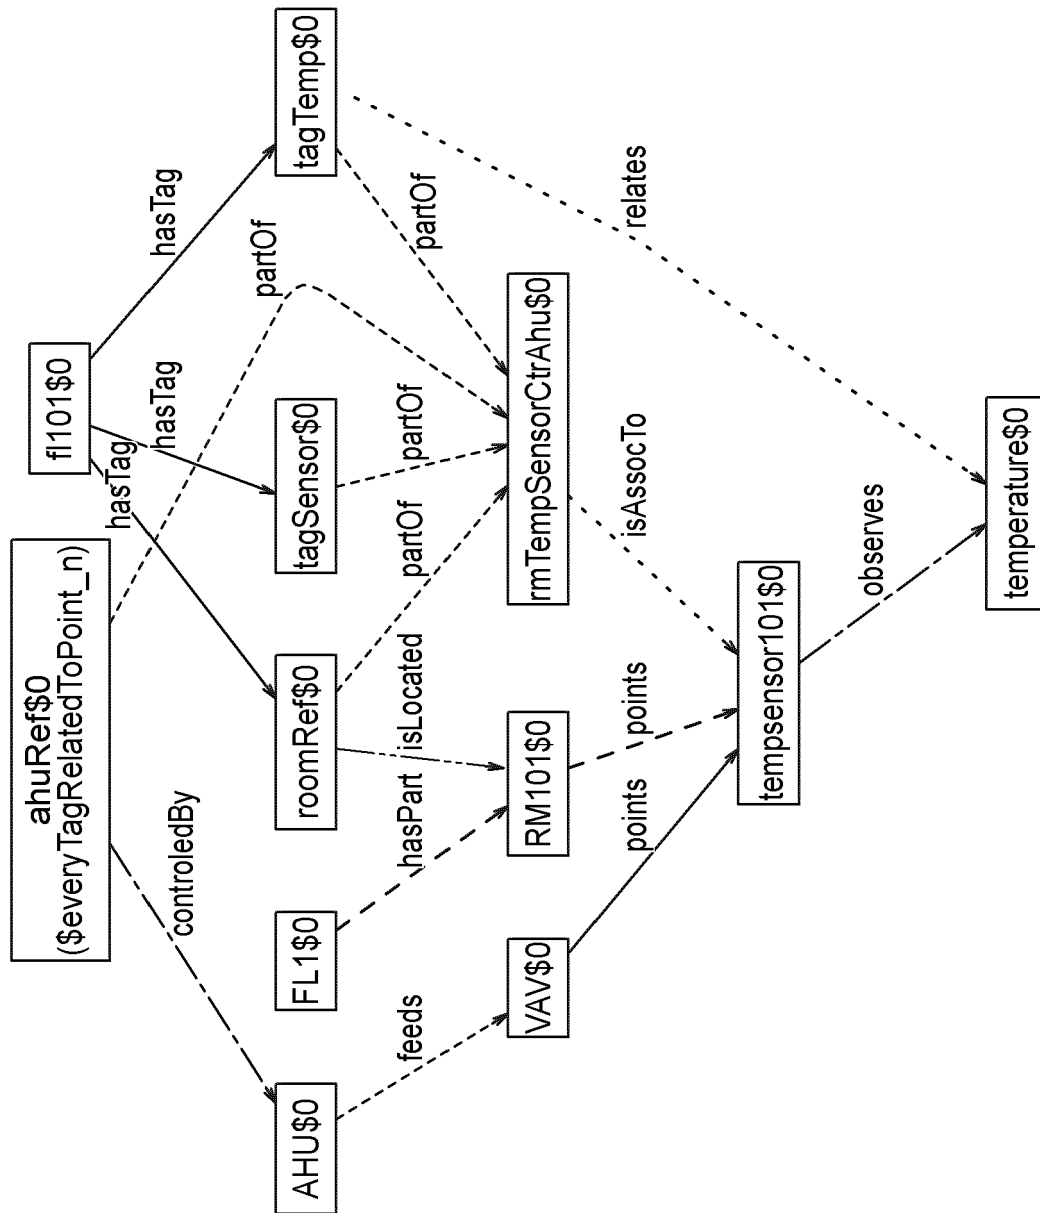 ahuRef$0
($everyTagRelatedToPoint_n)
fl101$0
controledBy
hasTag
hasTag
hasTag
partOf
AHU$0
FL1$0
roomRef$0
tagSensor$0
tagTemp$0
feeds
hasPart
isLocated
partOf
partOf
partOf
VAV$0
RM101$0
rmTempSensorCtrAhu$0
points
points
isAssocTo
relates
tempsensor101$0
observes
temperature$0